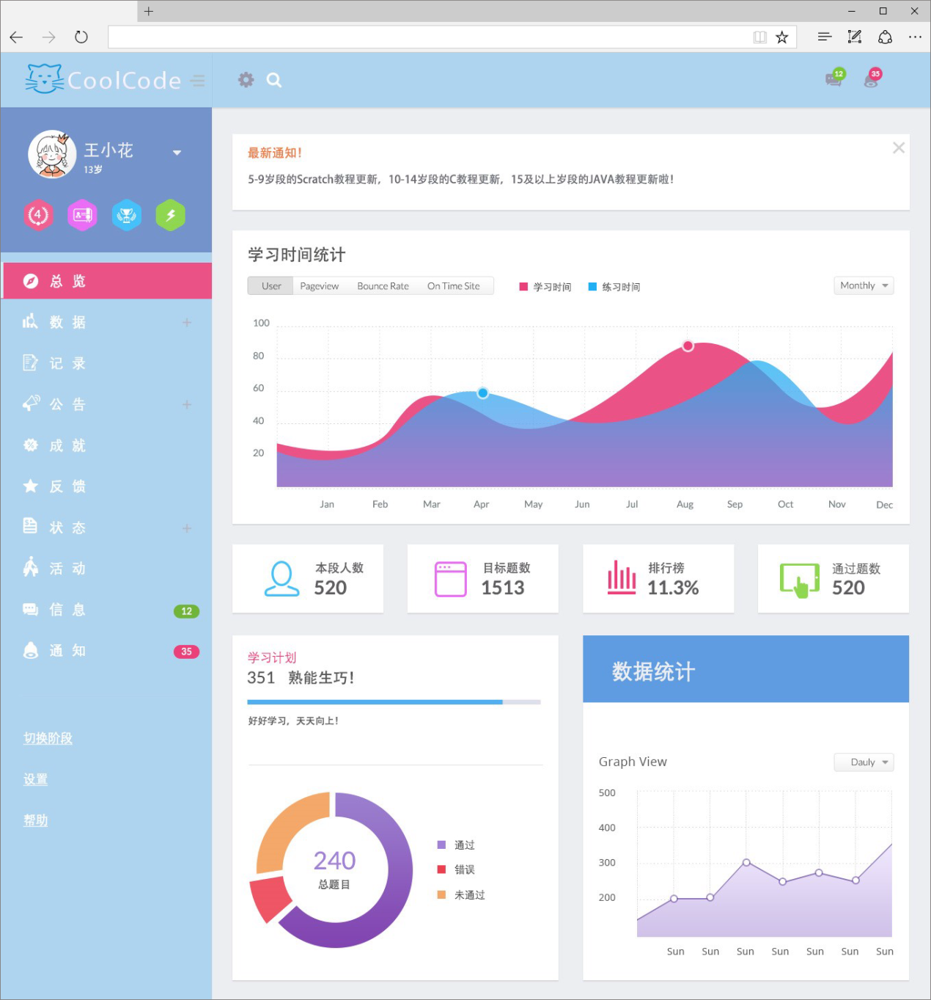 CoolCode
12
35
王小花
13岁
4
总 览
数 据
记 录
公 告
成 就
反 馈
状 态
活 动
信 息 12
通 知 35
切换阶段
设置
帮助
最新通知！
5-9岁段的Scratch教程更新，10-14岁段的C教程更新，15及以上岁段的JAVA教程更新啦！
学习时间统计
User Pageview Bounce Rate On Time Site
学习时间 练习时间
Monthly
100
80
60
40
20
Jan Feb Mar Apr May Jun Jul Aug Sep Oct Nov Dec
本段人数
520
目标题数
1513
排行榜
11.3%
通过题数
520
学习计划
351 熟能生巧！
好好学习，天天向上！
240
总题目
通过
错误
未通过
数据统计
Graph View
Dauly
500
400
300
200
Sun Sun Sun Sun Sun Sun Sun